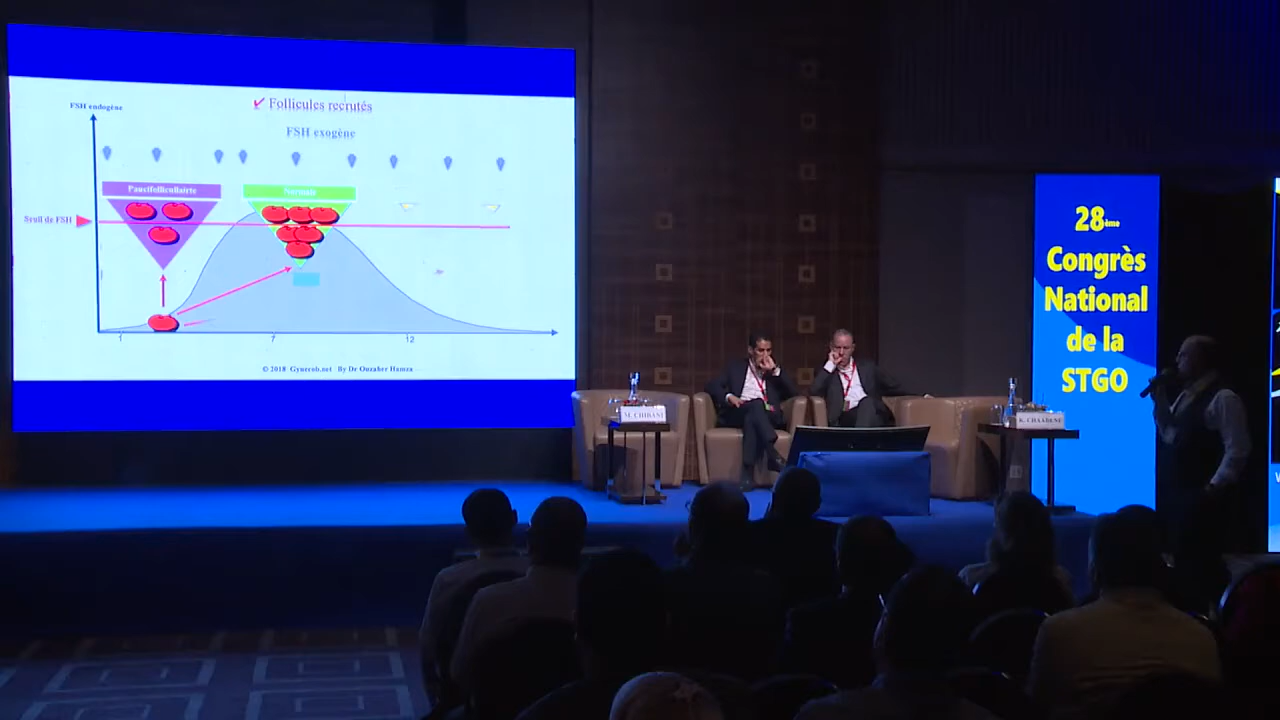 FSH endogène
✔ Follicules recrutés
FSH exogène
Paucifolliculaire
Normale
Seuil de FSH
1
7
12
© 2018 Gynerob.net By Dr Ouzaher Hamza
M. CHIBANI
K. CHAABENE
28ème
Congrès
National
de la
STGO